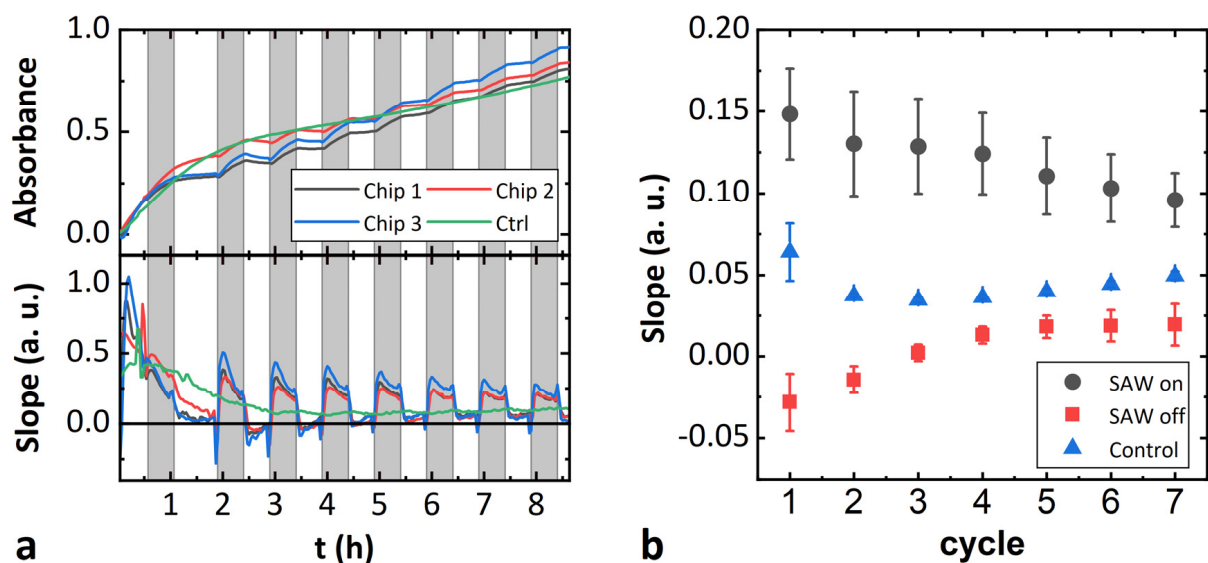 1.0
0.5
0.0
Absorbance
Chip 1
Chip 2
Chip 3
Ctrl
1.0
0.5
0.0
Slope (a. u.)
1 2 3 4 5 6 7 8
t (h)
a
0.20
0.15
0.10
0.05
0.00
-0.05
Slope (a. u.)
SAW on
SAW off
Control
1 2 3 4 5 6 7
cycle
b